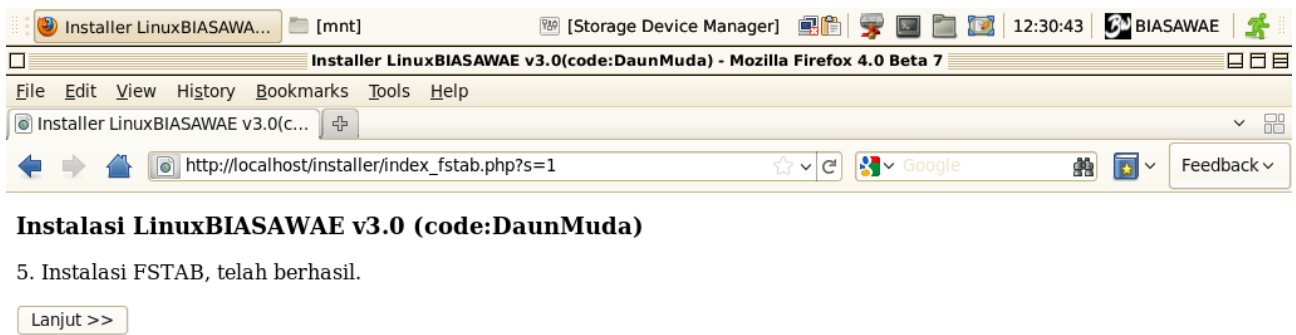 Installer LinuxBIASAWA... [mnt] [Storage Device Manager] 12:30:43 BIASAWAE
Installer LinuxBIASAWAE v3.0(code:DaunMuda) - Mozilla Firefox 4.0 Beta 7
File Edit View History Bookmarks Tools Help
Installer LinuxBIASAWAE v3.0(c...
http://localhost/installer/index_fstab.php?s=1 Google Feedback
Instalasi LinuxBIASAWAE v3.0 (code:DaunMuda)
5. Instalasi FSTAB, telah berhasil.
Lanjut >>